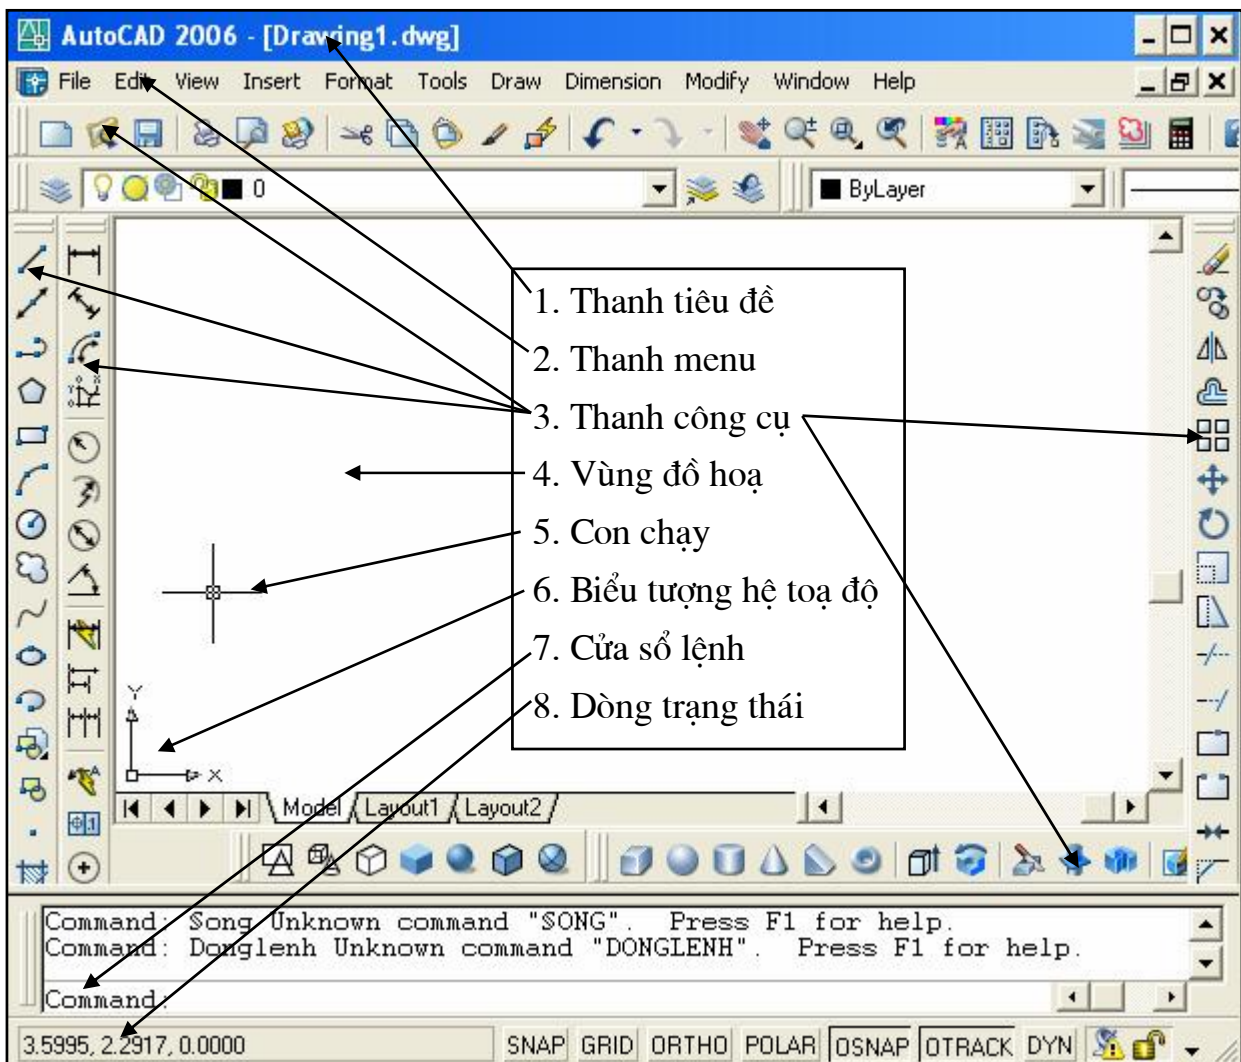 AutoCAD 2006 - [Drawing1.dwg]
File Edit View Insert Format Tools Draw Dimension Modify Window Help
0 ByLayer
1. Thanh tiêu đề
2. Thanh menu
3. Thanh công cụ
4. Vùng đồ hoạ
5. Con chạy
6. Biểu tượng hệ toạ độ
7. Cửa sổ lệnh
8. Dòng trạng thái
Y
X
Model Layout1 Layout2
Command: Song Unknown command "SONG". Press F1 for help.
Command: Donglenh Unknown command "DONGLENH". Press F1 for help.
Command:
3.5995, 2.2917, 0.0000 SNAP GRID ORTHO POLAR OSNAP OTRACK DYN